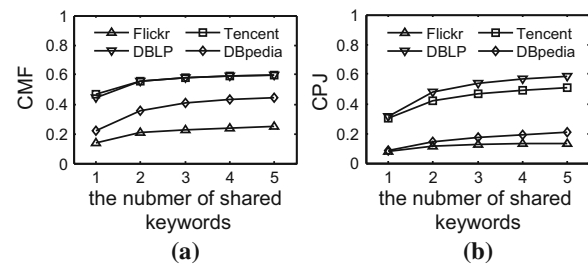 Flickr Tencent
DBLP DBpedia
CMF
1
0.8
0.6
0.4
0.2
0
1 2 3 4 5
the nubmer of shared
keywords
(a)
Flickr Tencent
DBLP DBpedia
CPJ
1
0.8
0.6
0.4
0.2
0
1 2 3 4 5
the nubmer of shared
keywords
(b)